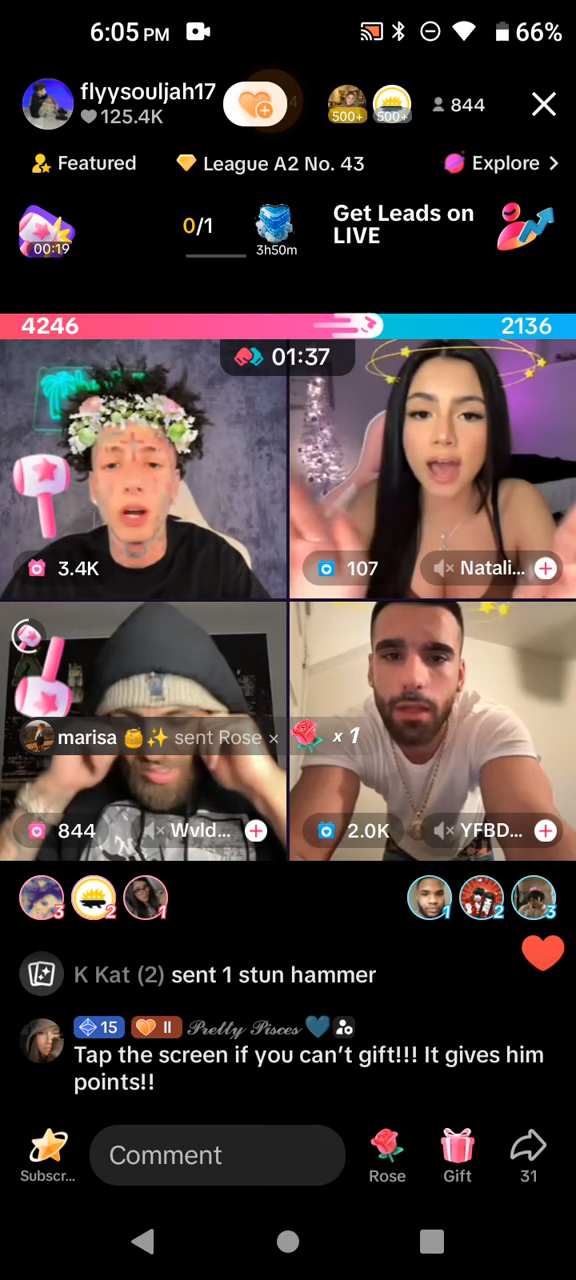 6:05 PM 66%
flyysouljah17
125.4K
500+ 500+ 844
Featured League A2 No. 43 Explore >
00:19 0/1 3h50m Get Leads on
LIVE
4246 2136
01:37
3.4K 107 Natali...
marisa 🍯✨ sent Rose × x 1
844 Wvld... 2.0K YFBD...
3 2 1 1 2 3
K Kat (2) sent 1 stun hammer
15 II 𝒫𝓇𝑒𝓉𝓉𝓎 𝒫𝒾𝓈𝒸𝑒𝓈 💙
Tap the screen if you can't gift!!! It gives him
points!!
Subscr... Comment Rose Gift 31